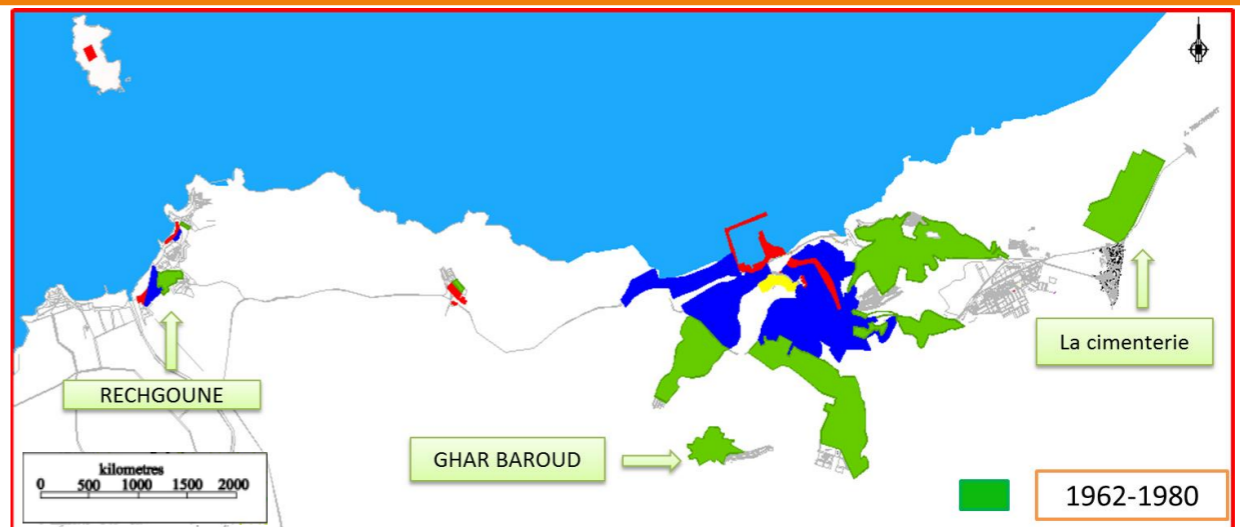 La cimenterie
RECHGOUNE
GHAR BAROUD
kilometres
0 500 1000 1500 2000
1962-1980